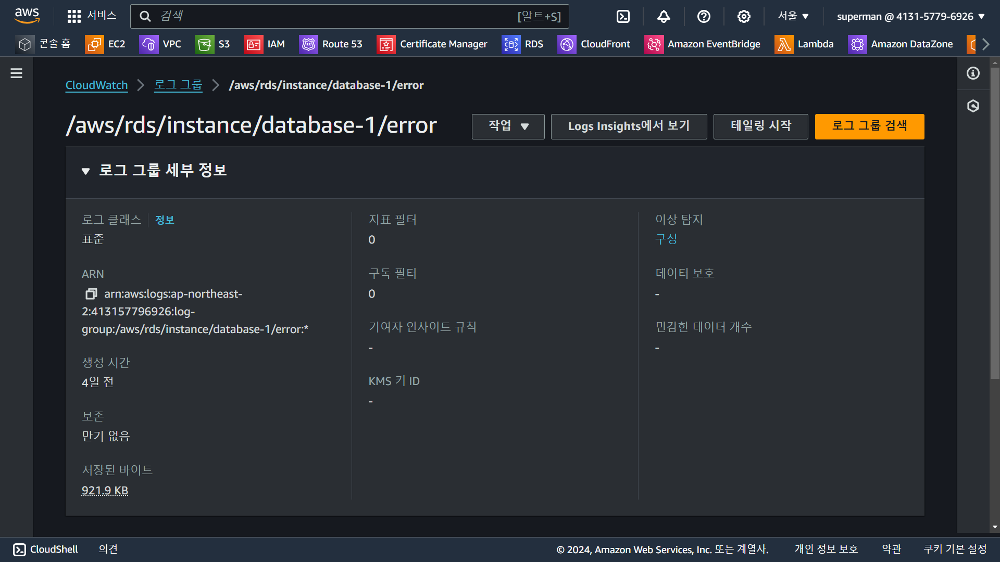 aws
서비스
검색
[알트+S]
서울
superman @ 4131-5779-6926
콘솔 홈
EC2
VPC
S3
IAM
Route 53
Certificate Manager
RDS
CloudFront
Amazon EventBridge
Lambda
Amazon DataZone
CloudWatch
로그 그룹
/aws/rds/instance/database-1/error
/aws/rds/instance/database-1/error
작업
Logs Insights에서 보기
테일링 시작
로그 그룹 검색
로그 그룹 세부 정보
로그 클래스
정보
표준
ARN
arn:aws:logs:ap-northeast-
2:413157796926:log-
group:/aws/rds/instance/database-1/error:*
생성 시간
4일 전
보존
만기 없음
저장된 바이트
921.9 KB
지표 필터
0
구독 필터
0
기여자 인사이트 규칙
-
KMS 키 ID
-
이상 탐지
구성
데이터 보호
-
민감한 데이터 개수
-
CloudShell
의견
© 2024, Amazon Web Services, Inc. 또는 계열사.
개인 정보 보호
약관
쿠키 기본 설정